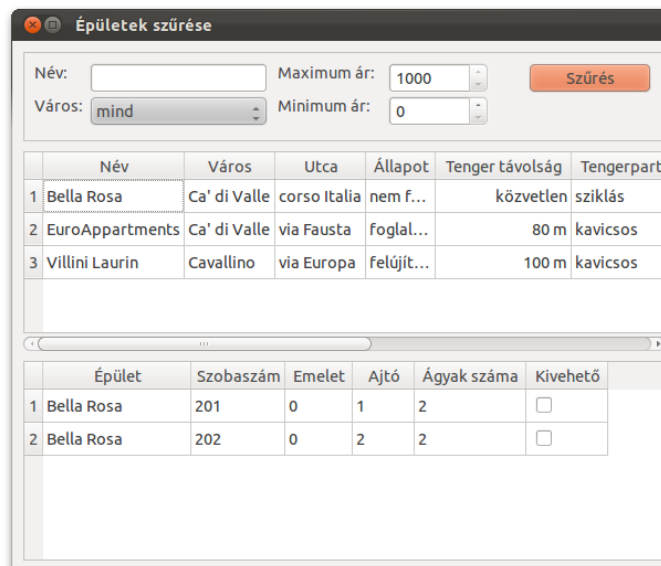 Épületek szűrése
Név: Maximum ár: 1000 Szűrés
Város: mind Minimum ár: 0
Név Város Utca Állapot Tenger távolság Tengerpart
1 Bella Rosa Ca' di Valle corso Italia nem f... közvetlen sziklás
2 EuroAppartments Ca' di Valle via Fausta foglal... 80 m kavicsos
3 Villini Laurin Cavallino via Europa felújít... 100 m kavicsos
Épület Szobaszám Emelet Ajtó Ágyak száma Kivehető
1 Bella Rosa 201 0 1 2
2 Bella Rosa 202 0 2 2